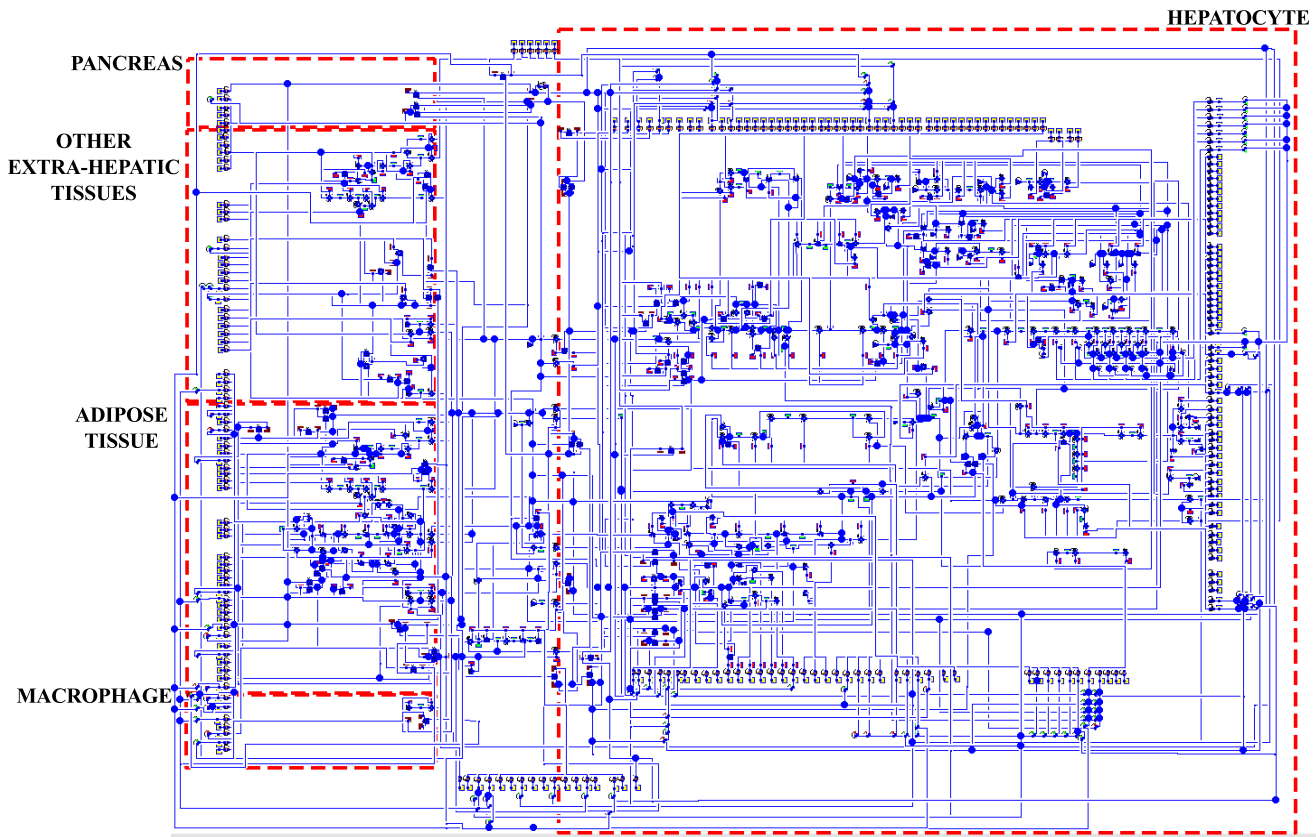 HEPATOCYTE
PANCREAS
OTHER
EXTRA-HEPATIC
TISSUES
ADIPOSE
TISSUE
MACROPHAGE